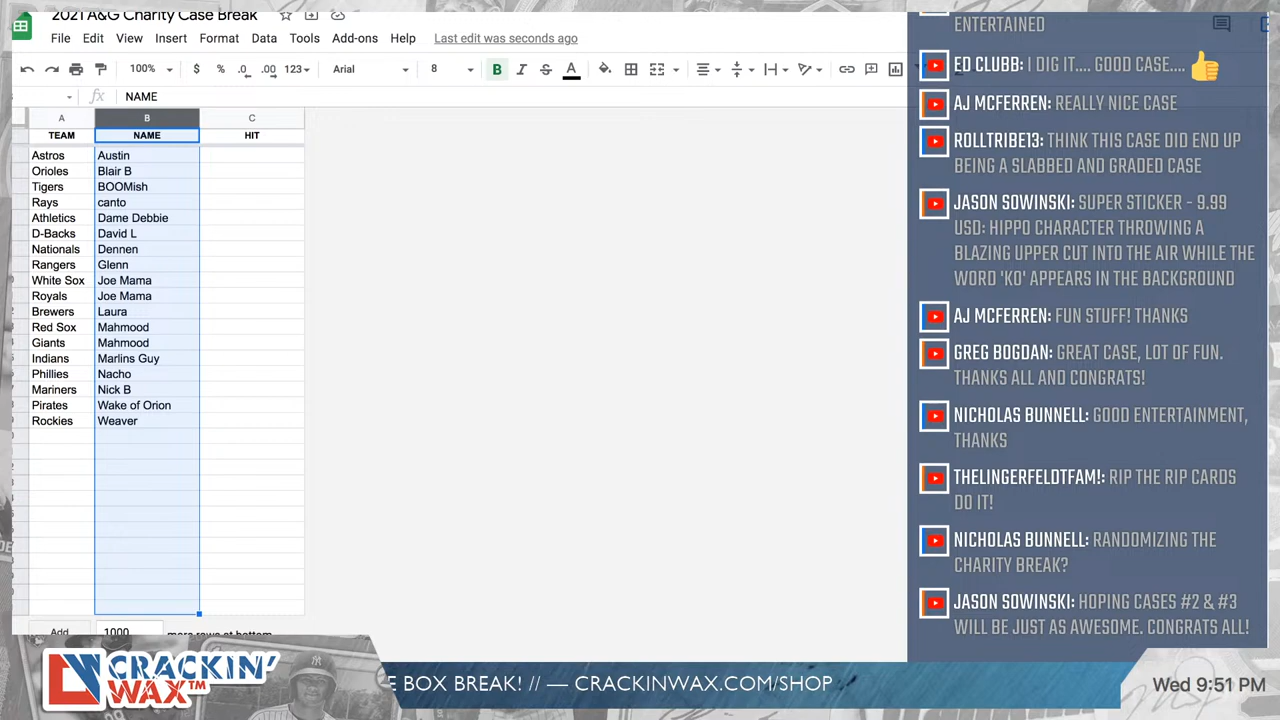 2021 A&G Charity Case Break
File Edit View Insert Format Data Tools Add-ons Help Last edit was seconds ago
100% $ % .0 .00 123 Arial 8 B I S A
fx NAME
A B C
TEAM NAME HIT
Astros Austin
Orioles Blair B
Tigers BOOMish
Rays canto
Athletics Dame Debbie
D-Backs David L
Nationals Dennen
Rangers Glenn
White Sox Joe Mama
Royals Joe Mama
Brewers Laura
Red Sox Mahmood
Giants Mahmood
Indians Marlins Guy
Phillies Nacho
Mariners Nick B
Pirates Wake of Orion
Rockies Weaver
Add 1000 more rows at bottom
ENTERTAINED
ED CLUBB: I DIG IT.... GOOD CASE....
AJ MCFERREN: REALLY NICE CASE
ROLLTRIBE13: THINK THIS CASE DID END UP
BEING A SLABBED AND GRADED CASE
JASON SOWINSKI: SUPER STICKER - 9.99
USD: HIPPO CHARACTER THROWING A
BLAZING UPPER CUT INTO THE AIR WHILE THE
WORD 'KO' APPEARS IN THE BACKGROUND
AJ MCFERREN: FUN STUFF! THANKS
GREG BOGDAN: GREAT CASE, LOT OF FUN.
THANKS ALL AND CONGRATS!
NICHOLAS BUNNELL: GOOD ENTERTAINMENT,
THANKS
THELINGERFELDTFAM!: RIP THE RIP CARDS
DO IT!
NICHOLAS BUNNELL: RANDOMIZING THE
CHARITY BREAK?
JASON SOWINSKI: HOPING CASES #2 & #3
WILL BE JUST AS AWESOME. CONGRATS ALL!
CRACKIN'
WAX™
E BOX BREAK! // — CRACKINWAX.COM/SHOP
Wed 9:51 PM